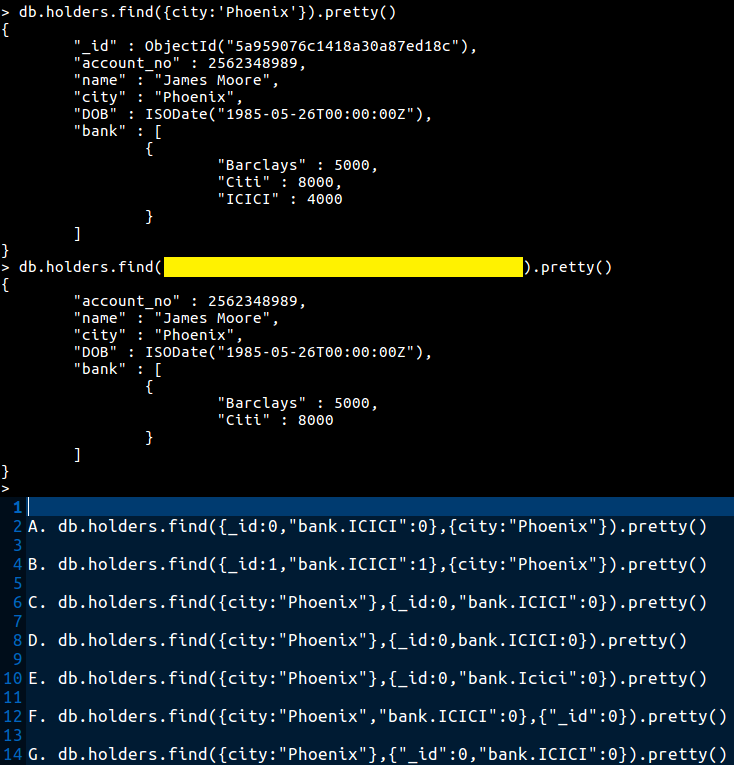 > db.holders.find({city:'Phoenix'}).pretty()
{
        "_id" : ObjectId("5a959076c1418a30a87ed18c"),
        "account_no" : 2562348989,
        "name" : "James Moore",
        "city" : "Phoenix",
        "DOB" : ISODate("1985-05-26T00:00:00Z"),
        "bank" : [
                {
                        "Barclays" : 5000,
                        "Citi" : 8000,
                        "ICICI" : 4000
                }
        ]
}
> db.holders.find( ).pretty()
{
        "account_no" : 2562348989,
        "name" : "James Moore",
        "city" : "Phoenix",
        "DOB" : ISODate("1985-05-26T00:00:00Z"),
        "bank" : [
                {
                        "Barclays" : 5000,
                        "Citi" : 8000
                }
        ]
}
>
1
2 A. db.holders.find({_id:0,"bank.ICICI":0},{city:"Phoenix"}).pretty()
3
4 B. db.holders.find({_id:1,"bank.ICICI":1},{city:"Phoenix"}).pretty()
5
6 C. db.holders.find({city:"Phoenix"},{_id:0,"bank.ICICI":0}).pretty()
7
8 D. db.holders.find({city:"Phoenix"},{_id:0,bank.ICICI:0}).pretty()
9
10 E. db.holders.find({city:"Phoenix"},{_id:0,"bank.Icici":0}).pretty()
11
12 F. db.holders.find({city:"Phoenix","bank.ICICI":0},{"_id":0}).pretty()
13
14 G. db.holders.find({city:"Phoenix"},{"_id":0,"bank.ICICI":0}).pretty()